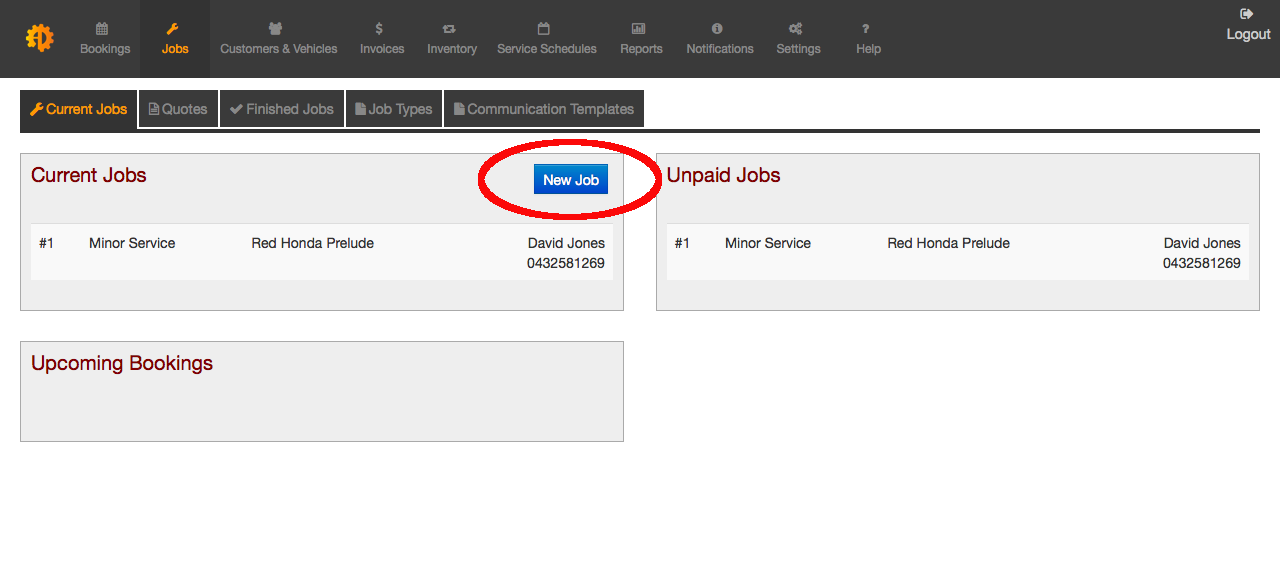 Bookings Jobs Customers & Vehicles Invoices Inventory Service Schedules Reports Notifications Settings Help Logout
Current Jobs Quotes Finished Jobs Job Types Communication Templates
Current Jobs New Job
#1 Minor Service Red Honda Prelude David Jones
0432581269
Unpaid Jobs
#1 Minor Service Red Honda Prelude David Jones
0432581269
Upcoming Bookings